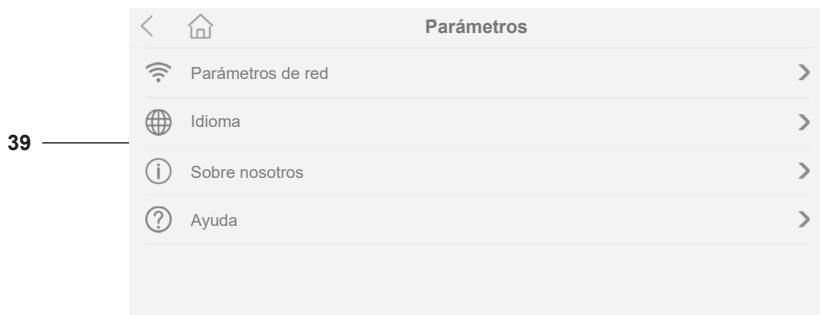 Parámetros
Parámetros de red
Idioma
39
Sobre nosotros
Ayuda